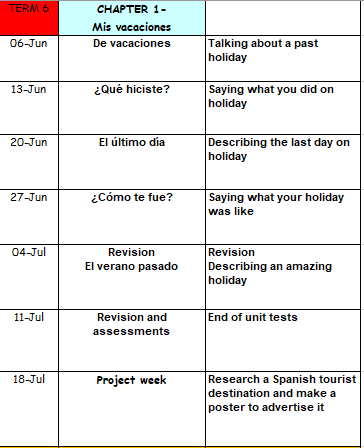 TERM 6
CHAPTER 1-
Mis vacaciones
06-Jun
De vacaciones
Talking about a past
holiday
13-Jun
¿Qué hiciste?
Saying what you did on
holiday
20-Jun
El último día
Describing the last day on
holiday
27-Jun
¿Cómo te fue?
Saying what your holiday
was like
04-Jul
Revision
El verano pasado
Revision
Describing an amazing
holiday
11-Jul
Revision and
assessments
End of unit tests
18-Jul
Project week
Research a Spanish tourist
destination and make a
poster to advertise it